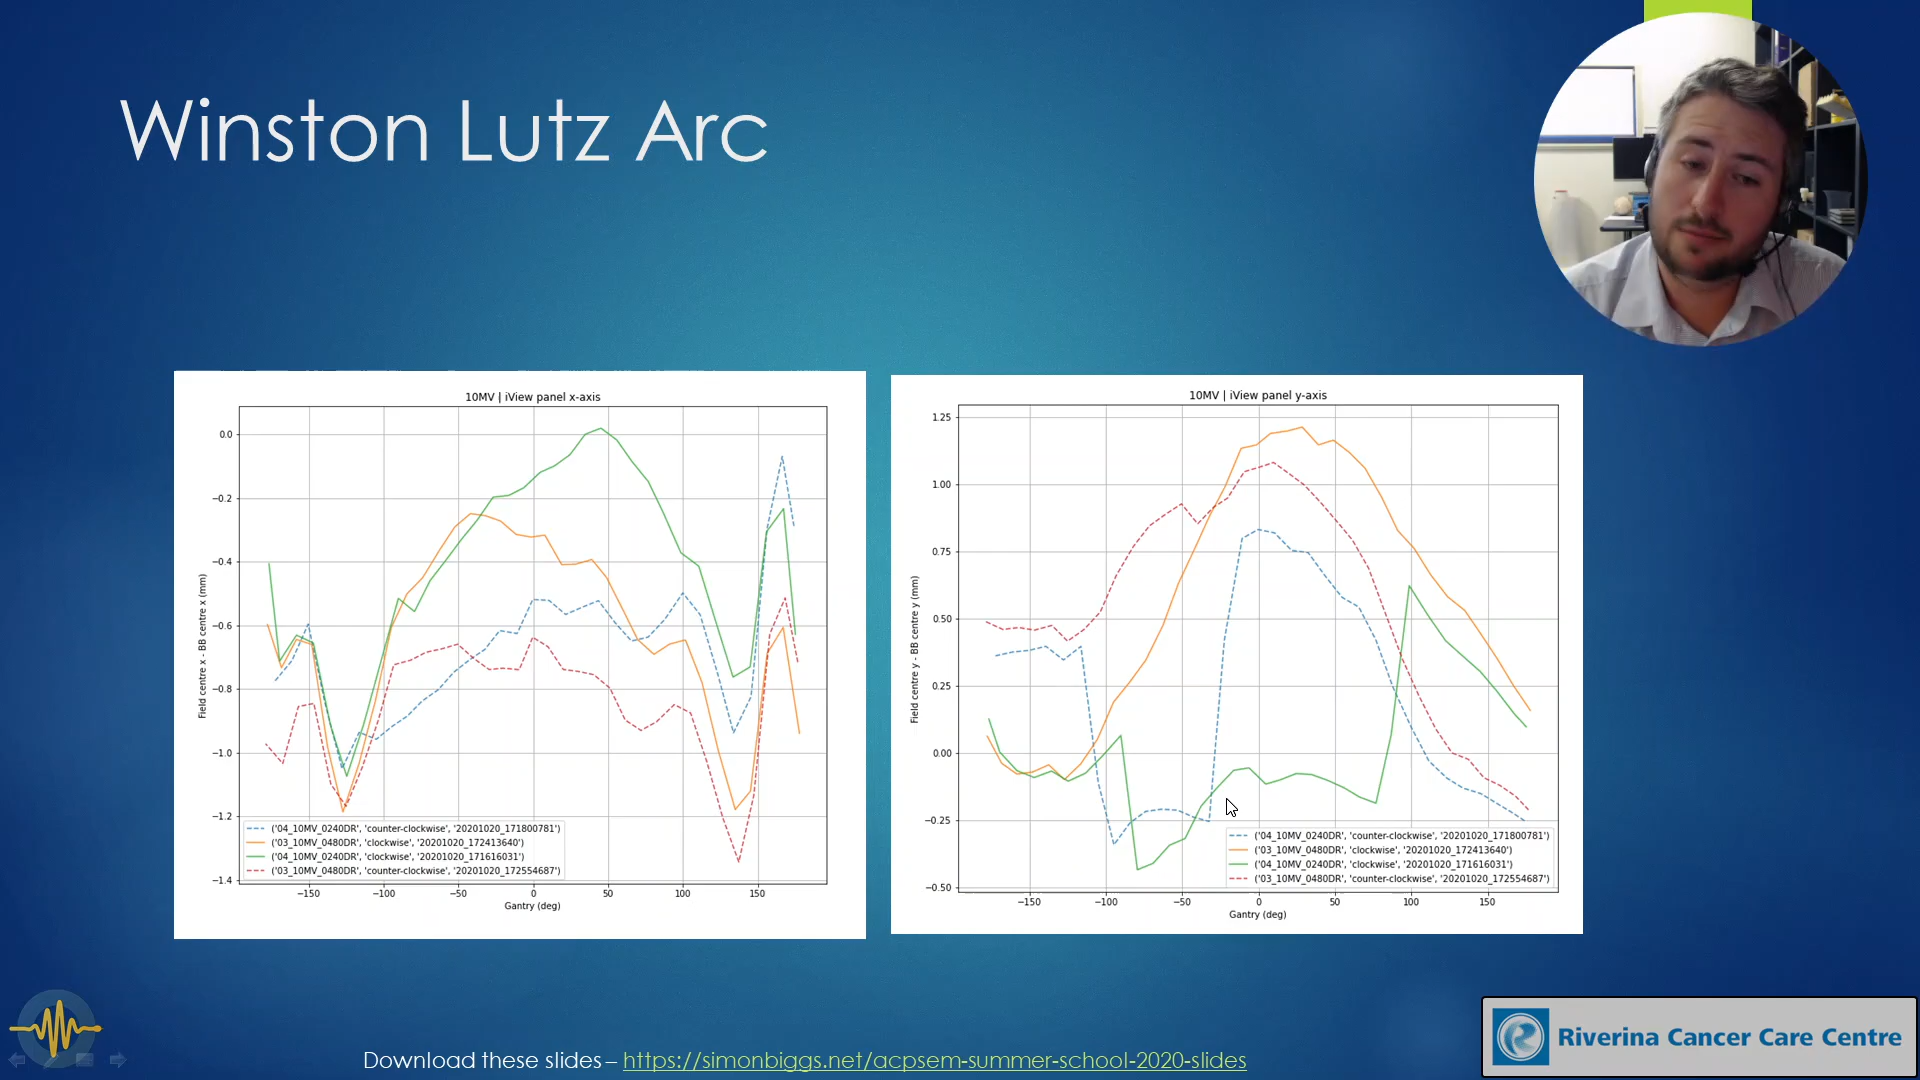 Winston Lutz Arc
10MV | iView panel x-axis
Field centre x - BB centre x (mm)
0.0
−0.2
−0.4
−0.6
−0.8
−1.0
−1.2
−1.4
('04_10MV_0240DR', 'counter-clockwise', '20201020_171800781')
('03_10MV_0480DR', 'clockwise', '20201020_172413640')
('04_10MV_0240DR', 'clockwise', '20201020_171616031')
('03_10MV_0480DR', 'counter-clockwise', '20201020_172554687')
−150 −100 −50 0 50 100 150
Gantry (deg)
10MV | iView panel y-axis
Field centre y - BB centre y (mm)
1.25
1.00
0.75
0.50
0.25
0.00
−0.25
−0.50
('04_10MV_0240DR', 'counter-clockwise', '20201020_171800781')
('03_10MV_0480DR', 'clockwise', '20201020_172413640')
('04_10MV_0240DR', 'clockwise', '20201020_171616031')
('03_10MV_0480DR', 'counter-clockwise', '20201020_172554687')
−150 −100 −50 0 50 100 150
Gantry (deg)
Riverina Cancer Care Centre
Download these slides – https://simonbiggs.net/acpsem-summer-school-2020-slides